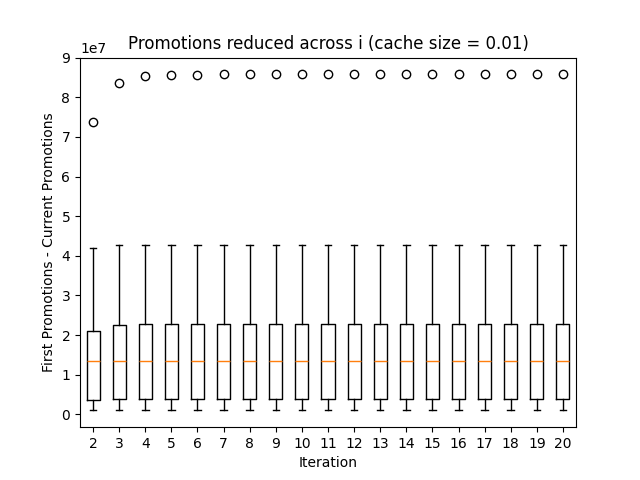 Promotions reduced across i (cache size = 0.01)
1e7
9
8
7
6
5
4
3
2
1
0
First Promotions - Current Promotions
2 3 4 5 6 7 8 9 10 11 12 13 14 15 16 17 18 19 20
Iteration